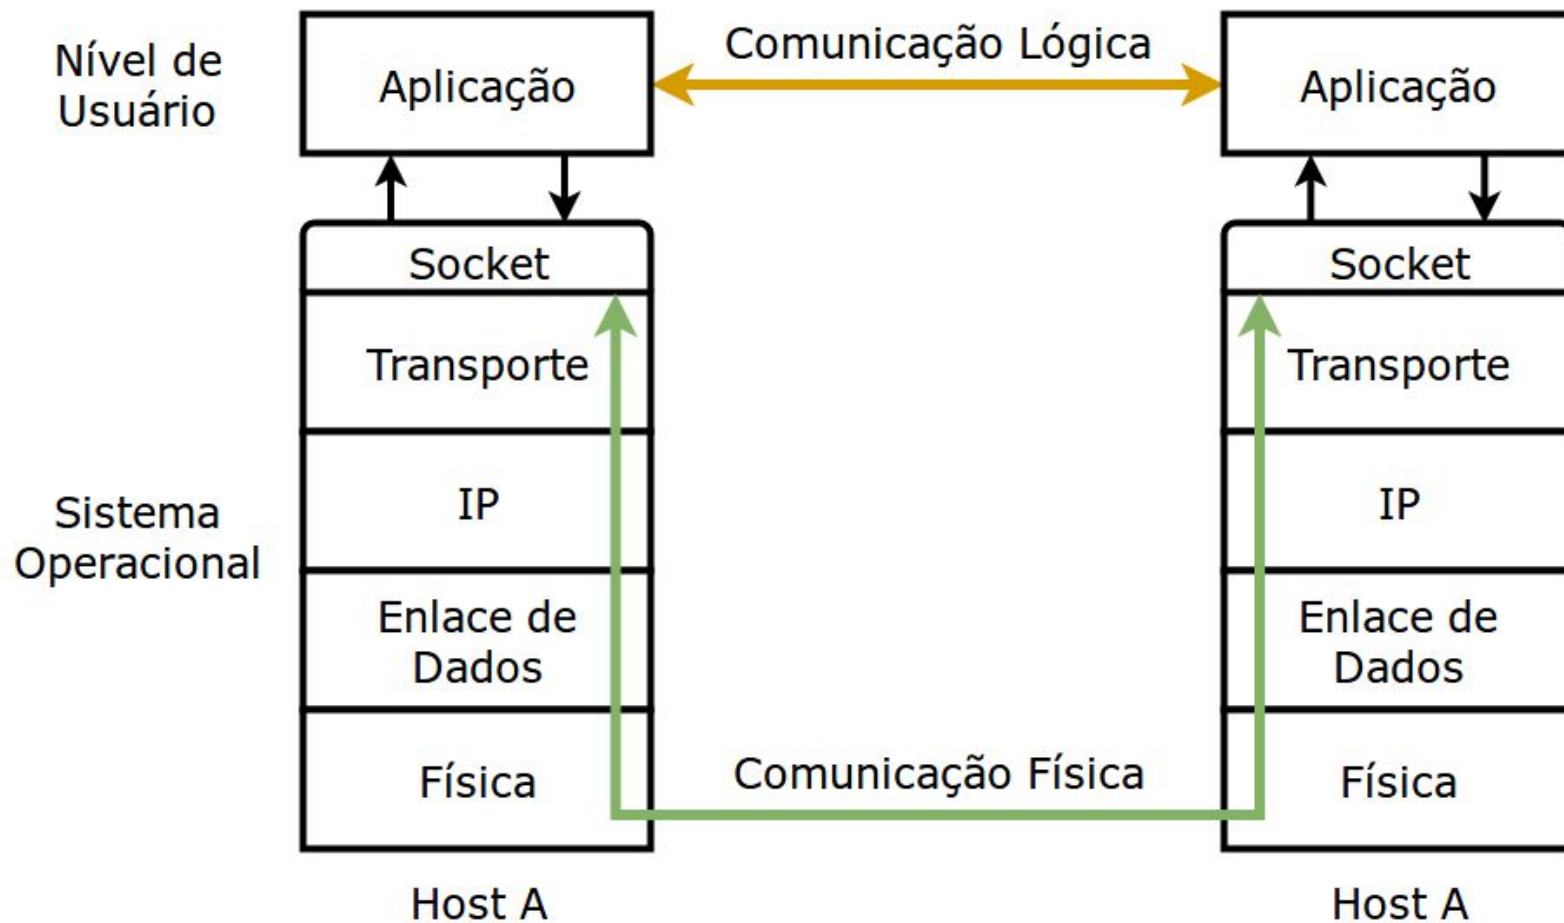 Nível de
Usuário
Aplicação
Comunicação Lógica
Aplicação
Socket
Socket
Transporte
Transporte
IP
IP
Sistema
Operacional
Enlace de
Dados
Enlace de
Dados
Física
Comunicação Física
Física
Host A
Host A